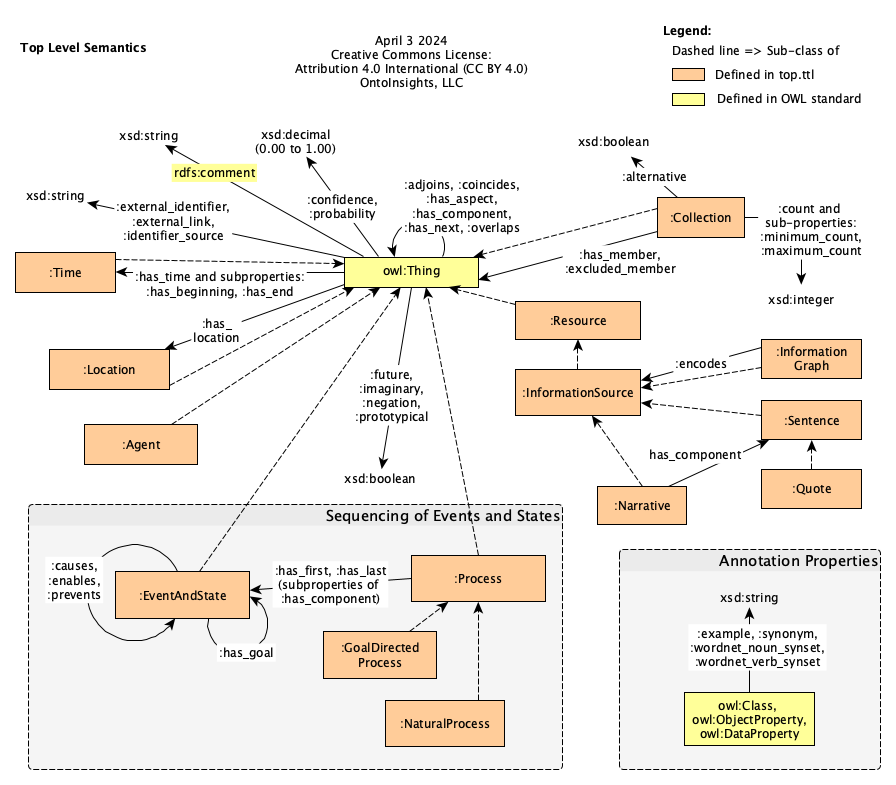 Top Level Semantics
April 3 2024
Creative Commons License:
Attribution 4.0 International (CC BY 4.0)
OntoInsights, LLC
Legend:
Dashed line => Sub-class of
Defined in top.ttl
Defined in OWL standard
xsd:string
xsd:decimal
(0.00 to 1.00)
xsd:boolean
rdfs:comment
:alternative
xsd:string
:external_identifier,
:external_link,
:identifier_source
:confidence,
:probability
:adjoins, :coincides,
:has_aspect,
:has_component,
:has_next, :overlaps
:Collection
:count and
sub-properties:
:minimum_count,
:maximum_count
:has_member,
:excluded_member
:Time
:has_time and subproperties:
:has_beginning, :has_end
owl:Thing
xsd:integer
:has_
location
:Resource
:Location
:InformationSource
:encodes
:Information
Graph
:future,
:imaginary,
:negation,
:prototypical
:Sentence
:Agent
has_component
xsd:boolean
:Narrative
:Quote
Sequencing of Events and States
:causes,
:enables,
:prevents
:EventAndState
:has_first, :has_last
(subproperties of
:has_component)
:Process
:has_goal
:GoalDirected
Process
:NaturalProcess
Annotation Properties
xsd:string
:example, :synonym,
:wordnet_noun_synset,
:wordnet_verb_synset
owl:Class,
owl:ObjectProperty,
owl:DataProperty